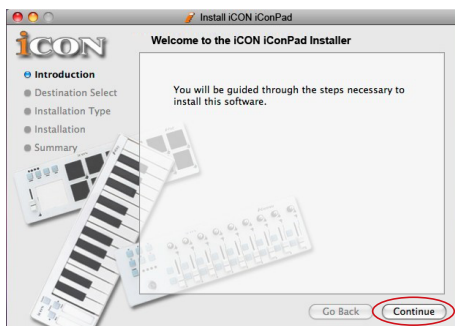 Install iCON iConPad
icon
Welcome to the iCON iConPad Installer
Introduction
Destination Select
Installation Type
Installation
Summary
You will be guided through the steps necessary to
install this software.
Go Back
Continue